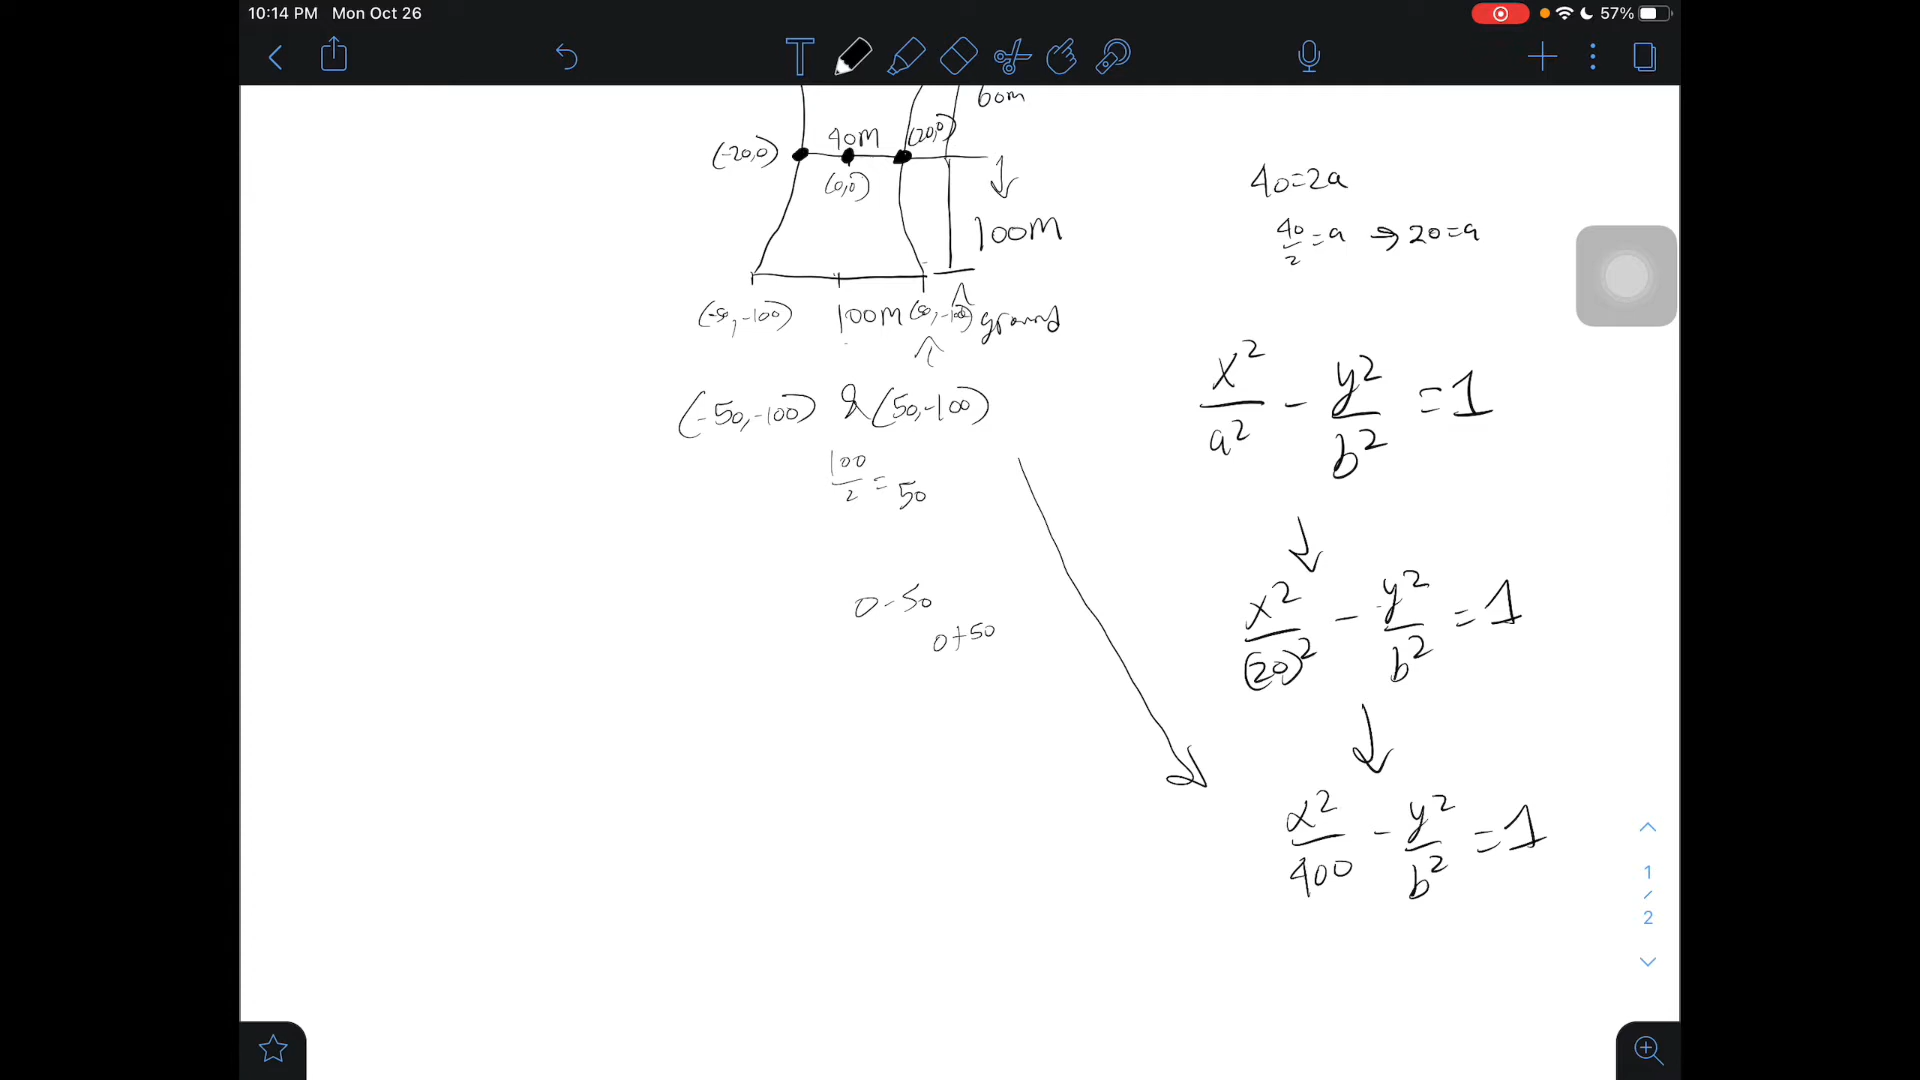 10:14 PM Mon Oct 26
57%
60m
(-20,0)
40M
(20,0)
(0,0)
100M
(-50,-100)
100M
(50,-100)
ground
(-50,-100) & (50,-100)
100/2 = 50
0-50
0+50
40=2a
40/2=a → 20=a
x²/a² - y²/b² =1
x²/(20)² - y²/b² =1
x²/400 - y²/b² =1
1
/
2